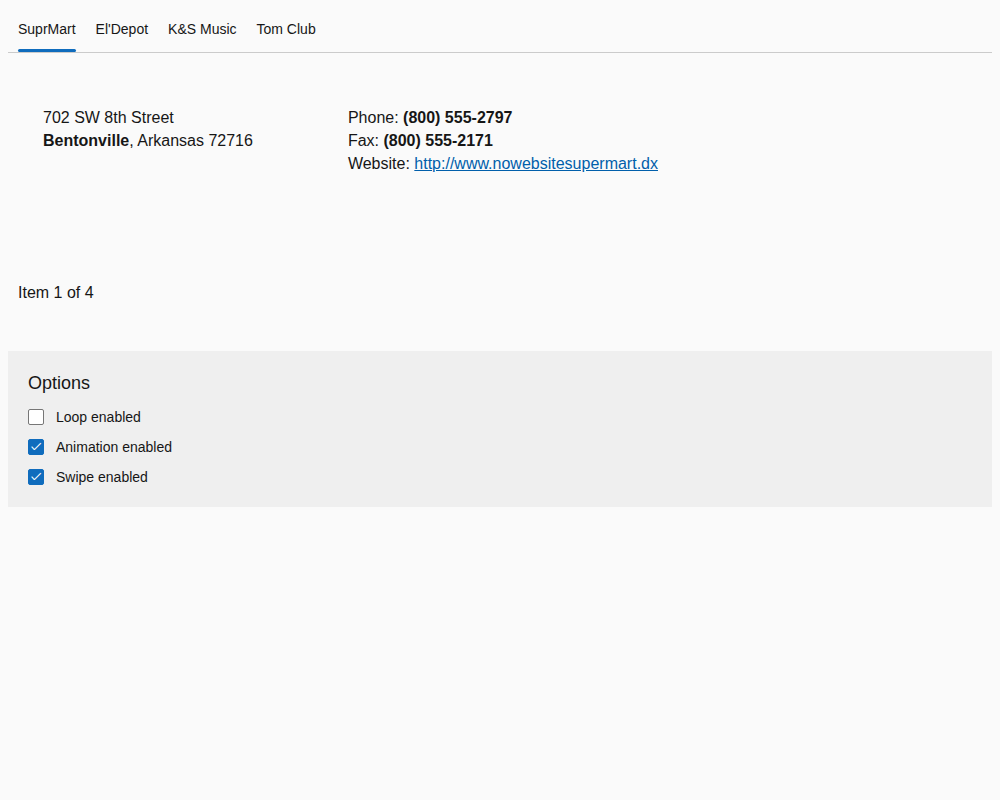 SuprMart El'Depot K&S Music Tom Club
702 SW 8th Street
Bentonville, Arkansas 72716
Phone: (800) 555-2797
Fax: (800) 555-2171
Website: http://www.nowebsitesupermart.dx
Item 1 of 4
Options
Loop enabled
Animation enabled
Swipe enabled